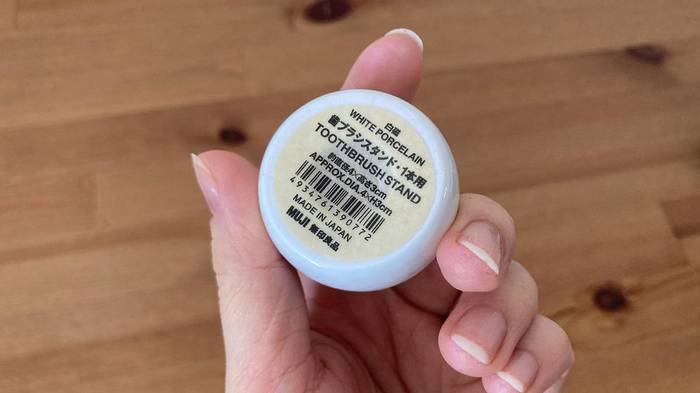 白磁
WHITE PORCELAIN
歯ブラシスタンド・1本用
TOOTHBRUSH STAND
約直径4×高さ3cm
APPROX.DIA.4×H3cm
4934761390772
MADE IN JAPAN
MUJI 無印良品